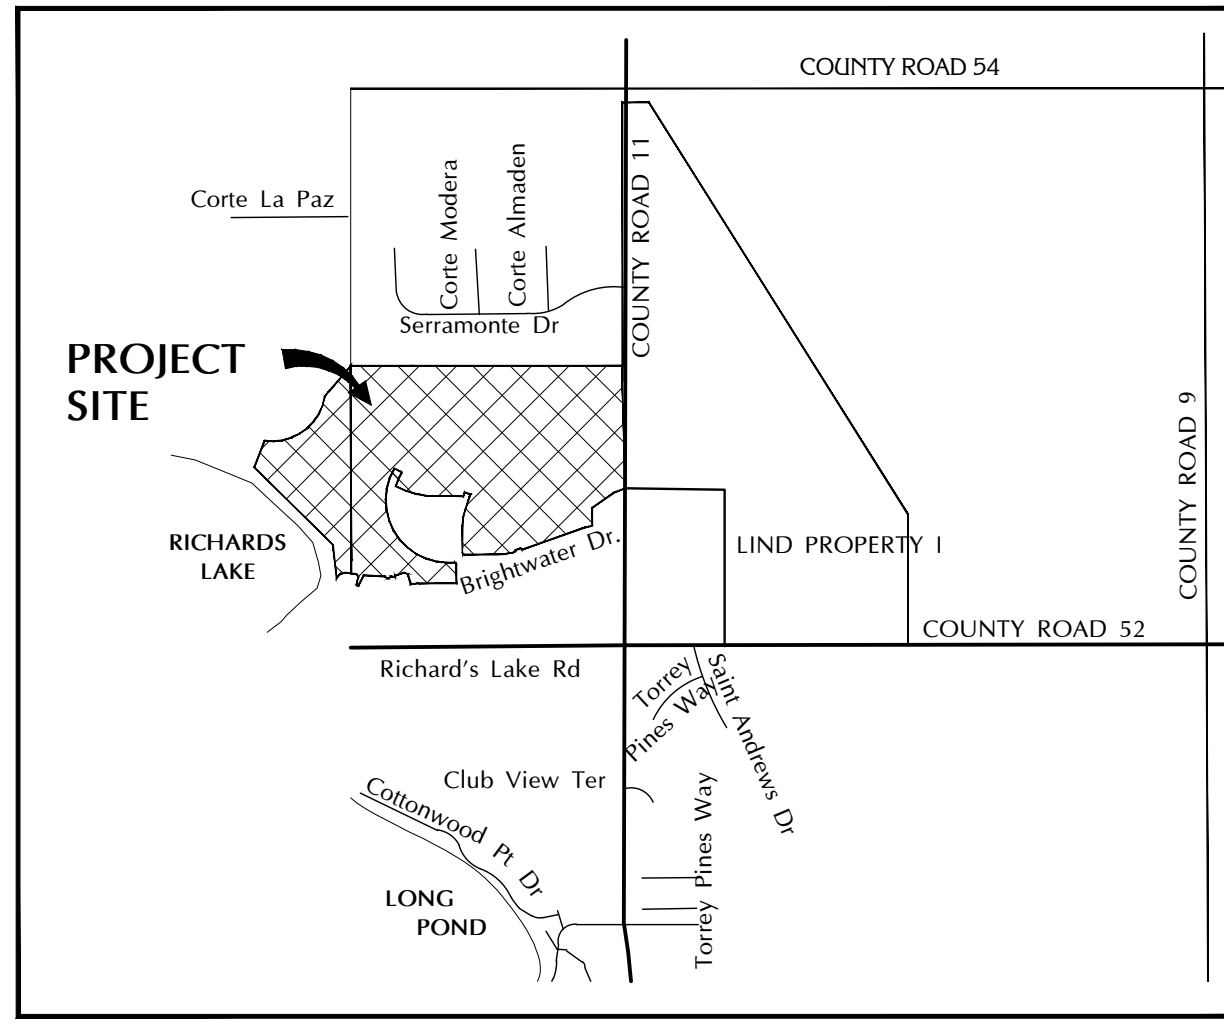 COUNTY ROAD 54
Corte La Paz
Corte Modera
Corte Almaden
COUNTY ROAD 11
Serramonte Dr
PROJECT
SITE
COUNTY ROAD 9
RICHARDS
LAKE
Brightwater Dr.
LIND PROPERTY I
COUNTY ROAD 52
Richard's Lake Rd
Torrey
Pines Way
Saint Andrews Dr
Club View Ter
Cottonwood Pt Dr
Torrey Pines Way
LONG
POND